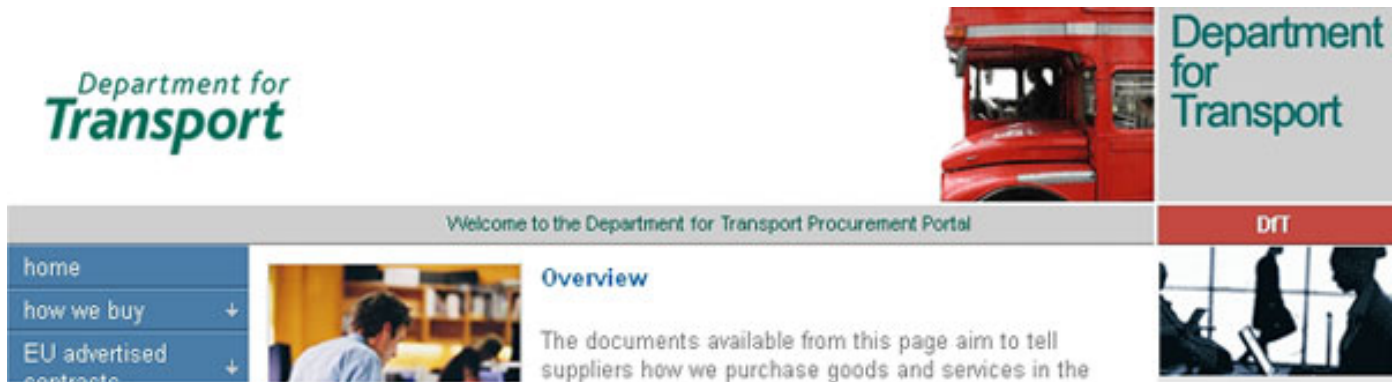 Department for
Transport
Department
for
Transport
Welcome to the Department for Transport Procurement Portal
DfT
home
how we buy
EU advertised
contracts
Overview
The documents available from this page aim to tell
suppliers how we purchase goods and services in the